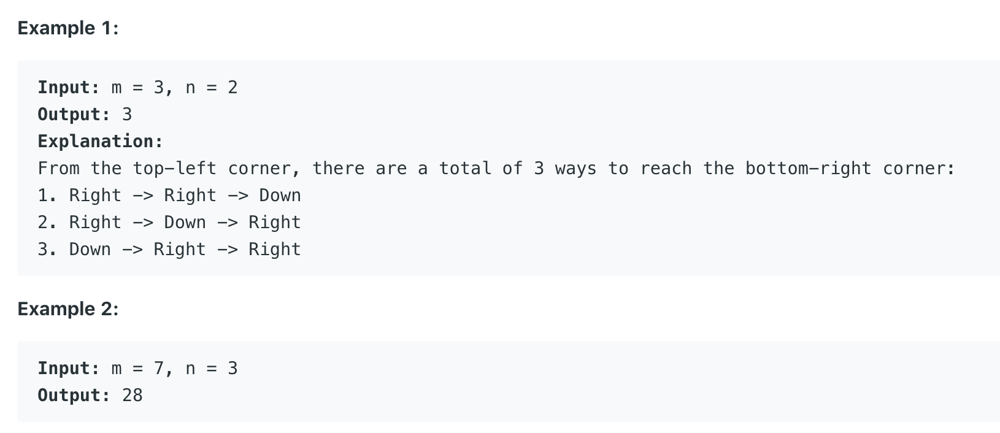 Example 1:
Input: m = 3, n = 2
Output: 3
Explanation:
From the top-left corner, there are a total of 3 ways to reach the bottom-right corner:
1. Right -> Right -> Down
2. Right -> Down -> Right
3. Down -> Right -> Right
Example 2:
Input: m = 7, n = 3
Output: 28